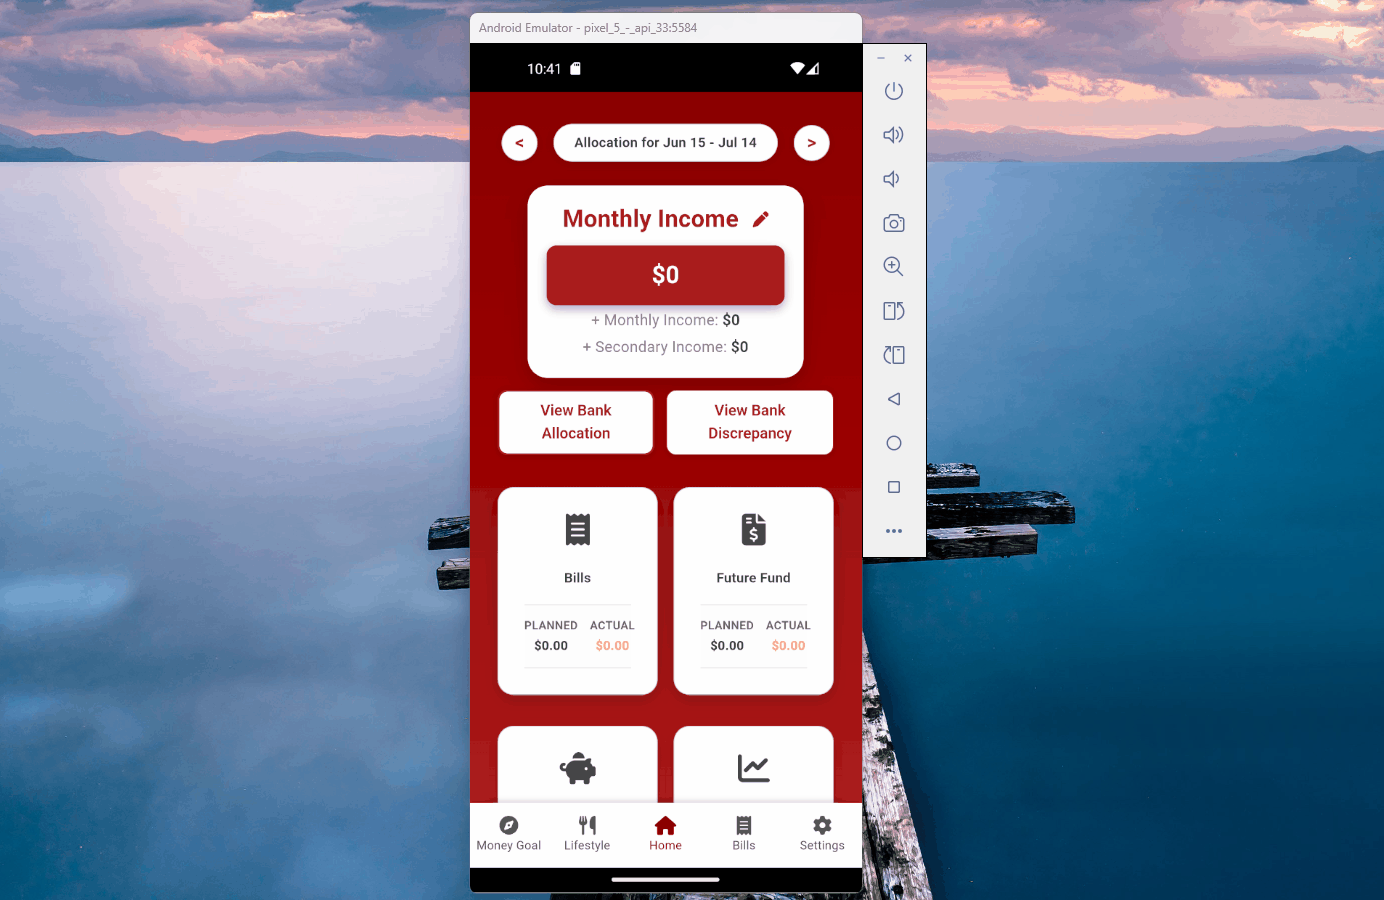 Android Emulator - pixel_5_-_api_33:5584
10:41
<
Allocation for Jun 15 - Jul 14
>
Monthly Income
$0
+ Monthly Income: $0
+ Secondary Income: $0
View Bank
Allocation
View Bank
Discrepancy
Bills
PLANNED ACTUAL
$0.00 $0.00
Future Fund
PLANNED ACTUAL
$0.00 $0.00
Money Goal
Lifestyle
Home
Bills
Settings